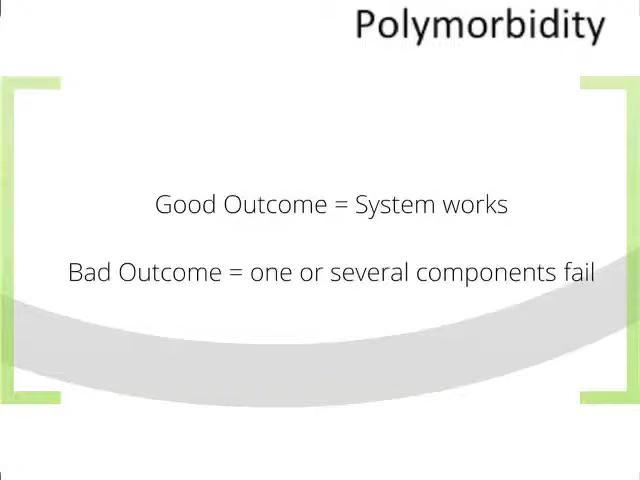 Polymorbidity
Good Outcome = System works
Bad Outcome = one or several components fail